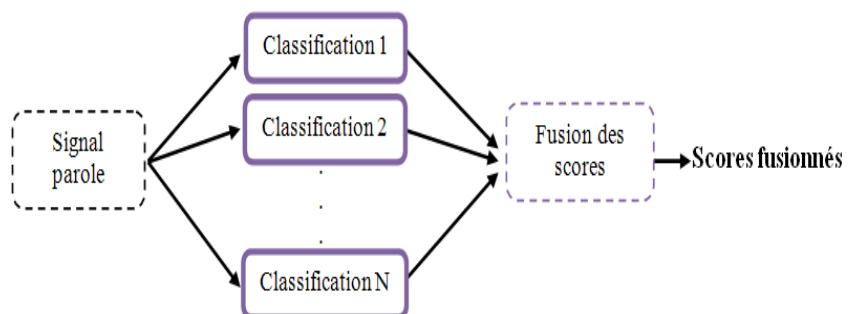 Signal
parole
Classification 1
Classification 2
.
.
.
Classification N
Fusion des
scores
Scores fusionnés